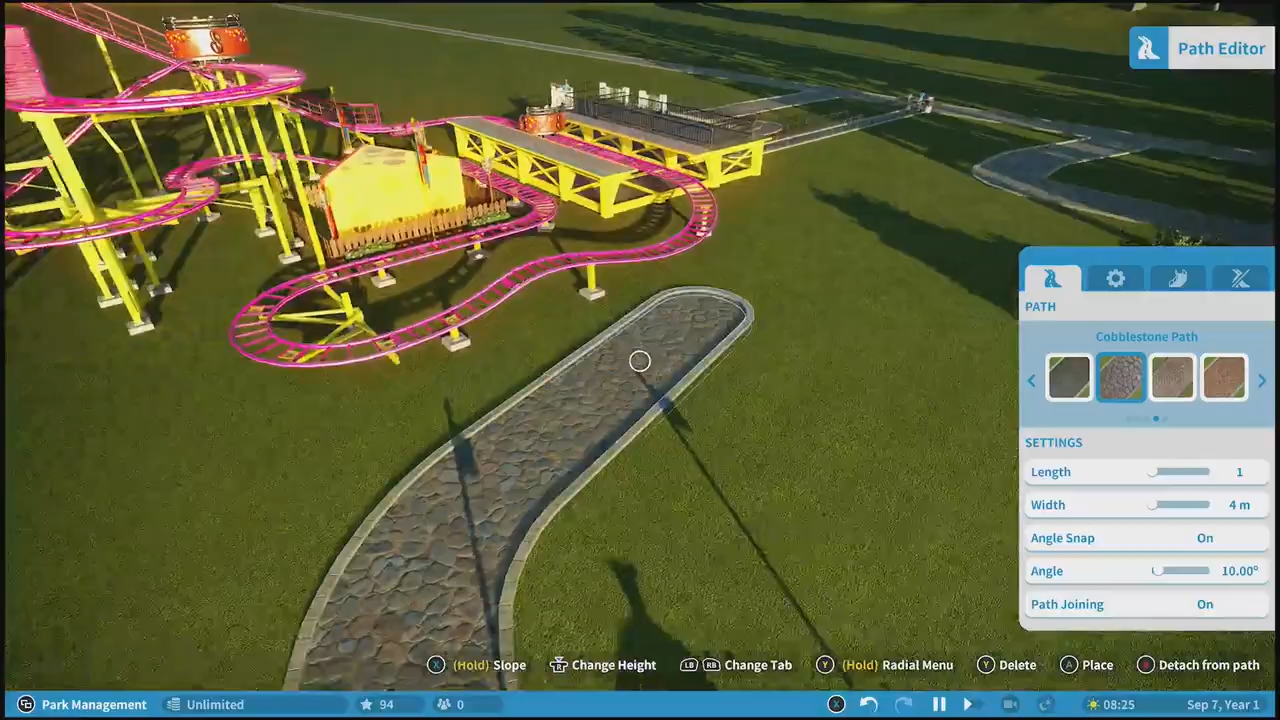 Path Editor
PATH
Cobblestone Path
SETTINGS
Length 1
Width 4 m
Angle Snap On
Angle 10.00°
Path Joining On
X (Hold) Slope R Change Height LB RB Change Tab Y (Hold) Radial Menu Y Delete A Place B Detach from path
Park Management Unlimited 94 0 X 08:25 Sep 7, Year 1